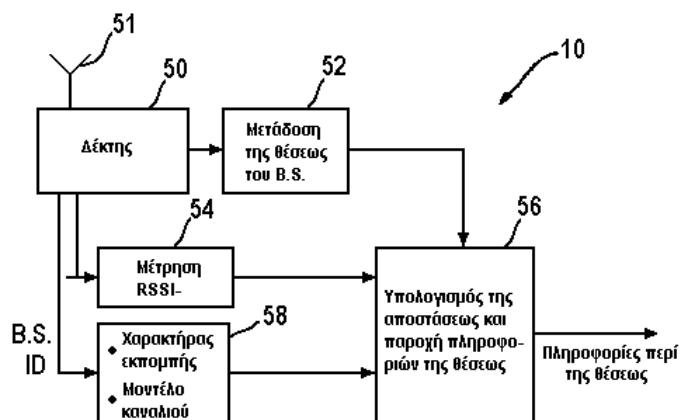 51
50
52
10
Δέκτης
Μετάδοση
της θέσεως
του B.S.
54
56
Μέτρηση
RSSI-
Υπολογισμός της
αποστάσεως και
παροχή πληροφο-
ριών της θέσεως
B.S.
ID
58
◆ Χαρακτήρας
εκπομπής
◆ Μοντέλο
καναλιού
Πληροφορίες περί
της θέσεως